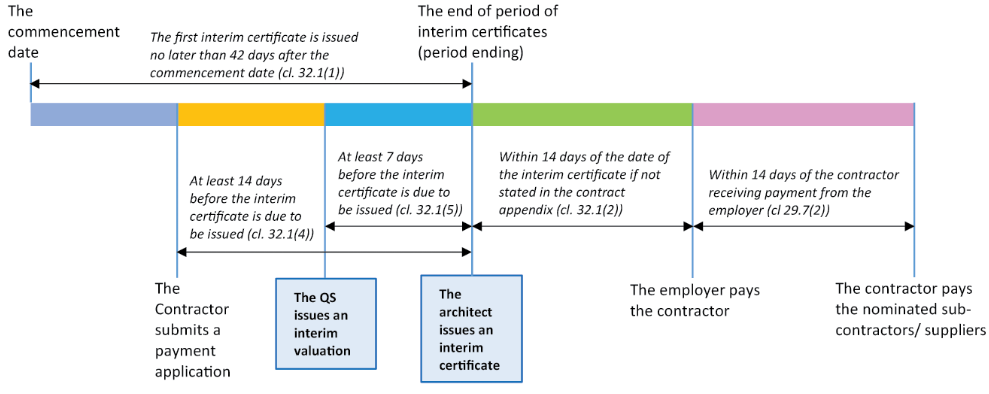 The
commencement
date
The first interim certificate is issued
no later than 42 days after the
commencement date (cl. 32.1(1))
The end of period of
interim certificates
(period ending)
At least 14 days
before the interim
certificate is due to
be issued (cl. 32.1(4))
At least 7 days
before the interim
certificate is due to
be issued (cl. 32.1(5))
Within 14 days of the date of
the interim certificate if not
stated in the contract
appendix (cl. 32.1(2))
Within 14 days of the contractor
receiving payment from the
employer (cl 29.7(2))
The
Contractor
submits a
payment
application
The QS
issues an
interim
valuation
The
architect
issues an
interim
certificate
The employer pays
the contractor
The contractor pays
the nominated sub-
contractors/ suppliers